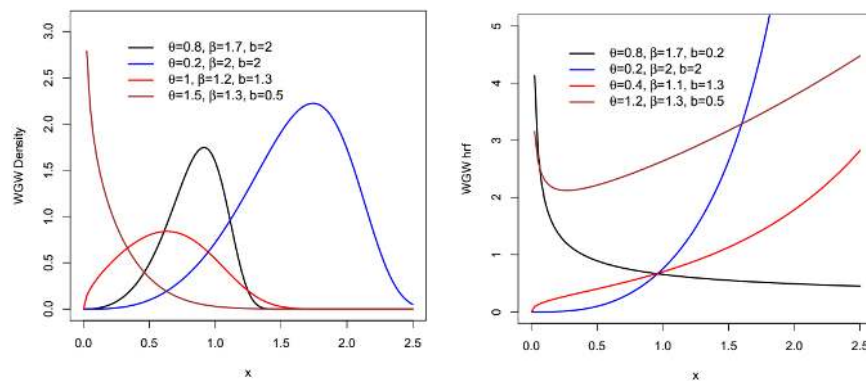 θ=0.8, β=1.7, b=2
θ=0.2, β=2, b=2
θ=1, β=1.2, b=1.3
θ=1.5, β=1.3, b=0.5
WGW Density
0.0 0.5 1.0 1.5 2.0 2.5 3.0
0.0 0.5 1.0 1.5 2.0 2.5
x
θ=0.8, β=1.7, b=0.2
θ=0.2, β=2, b=2
θ=0.4, β=1.1, b=1.3
θ=1.2, β=1.3, b=0.5
WGW hrf
0 1 2 3 4 5
0.0 0.5 1.0 1.5 2.0 2.5
x